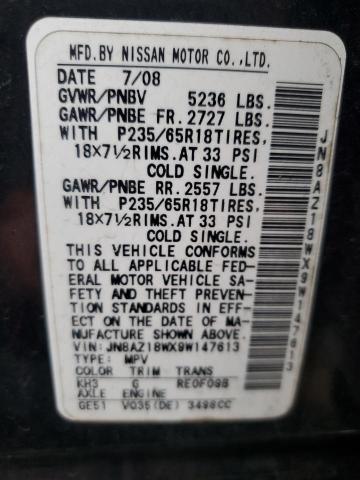 MFD.BY NISSAN MOTOR CO.,LTD.
DATE 7/08
GVWR/PNBV 5236 LBS.
GAWR/PNBE FR. 2727 LBS.
WITH P235/65R18TIRES,
18×7½RIMS.AT 33 PSI
COLD SINGLE.
GAWR/PNBE RR. 2557 LBS.
WITH P235/65R18TIRES,
18×7½RIMS.AT 33 PSI
COLD SINGLE.
THIS VEHICLE CONFORMS
TO ALL APPLICABLE FED-
ERAL MOTOR VEHICLE SA-
FETY AND THEFT PREVEN-
TION STANDARDS IN EFF-
ECT ON THE DATE OF MA-
NUFACTURE SHOWN ABOVE.
VIN: JN8AZ18WX9W147613
TYPE: MPV
COLOR TRIM TRANS
KH3 G RE0F09B
AXLE ENGINE
GE51 VQ35(DE) 3498CC
JN8AZ18WX9W147613